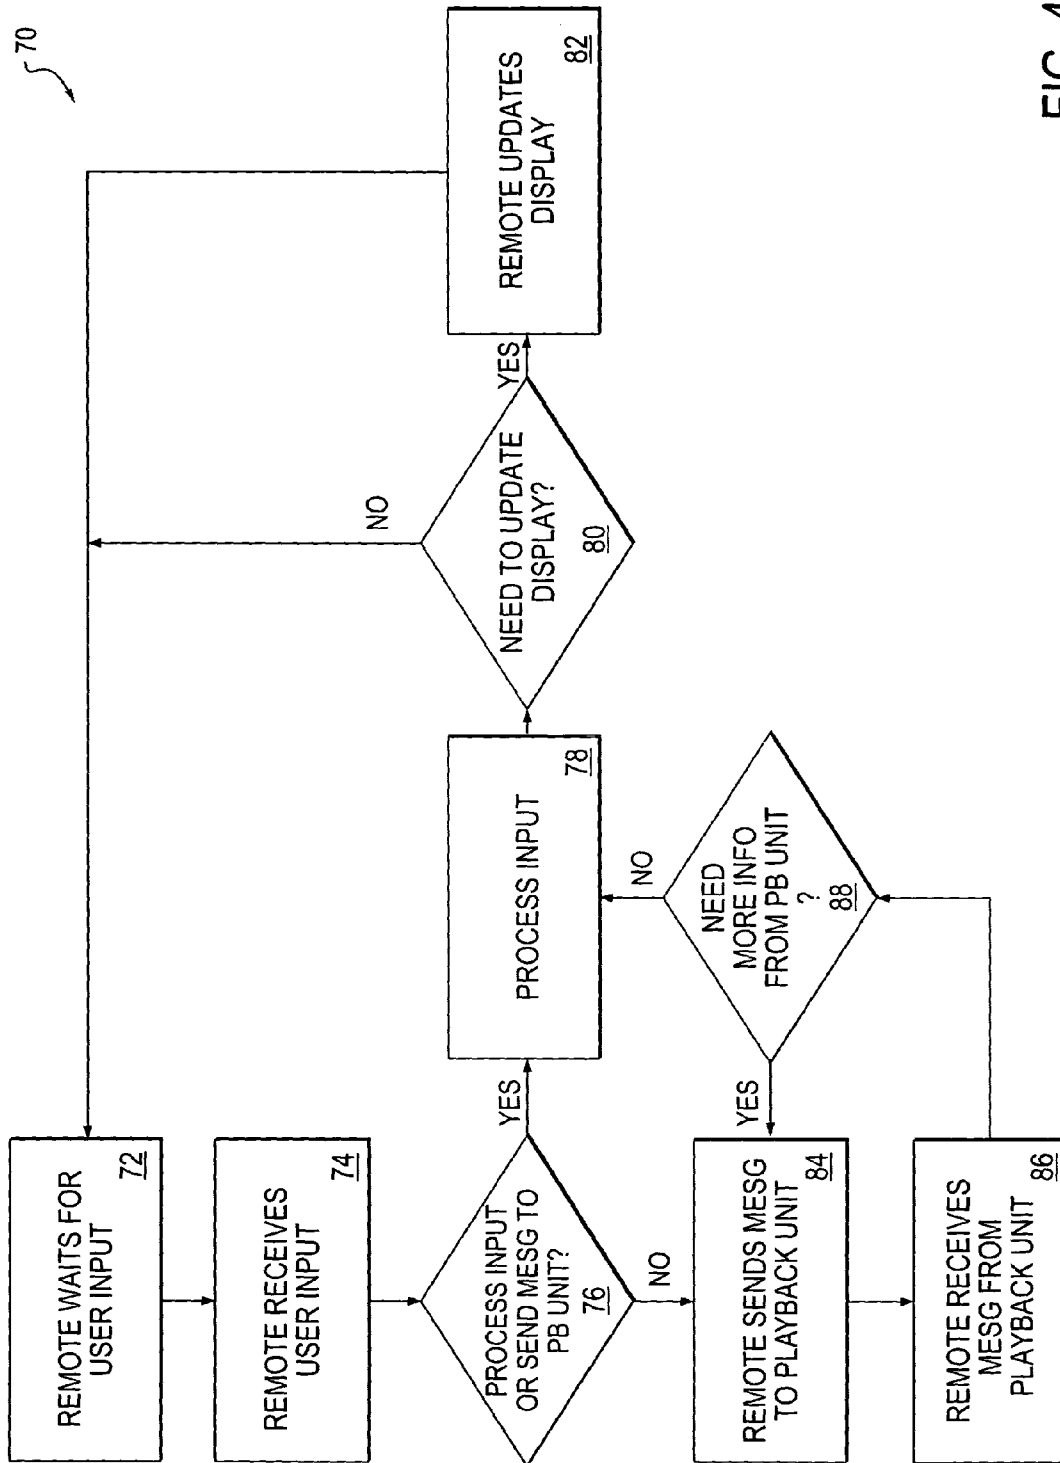 70
REMOTE WAITS FOR
USER INPUT
72
REMOTE RECEIVES
USER INPUT
74
PROCESS INPUT
OR SEND MESG TO
PB UNIT?
76
YES
NO
PROCESS INPUT
78
NEED TO UPDATE
DISPLAY?
80
NO
YES
REMOTE UPDATES
DISPLAY
82
REMOTE SENDS MESG
TO PLAYBACK UNIT
84
REMOTE RECEIVES
MESG FROM
PLAYBACK UNIT
86
NEED
MORE INFO
FROM PB UNIT
?
88
YES
NO
FIG. 4